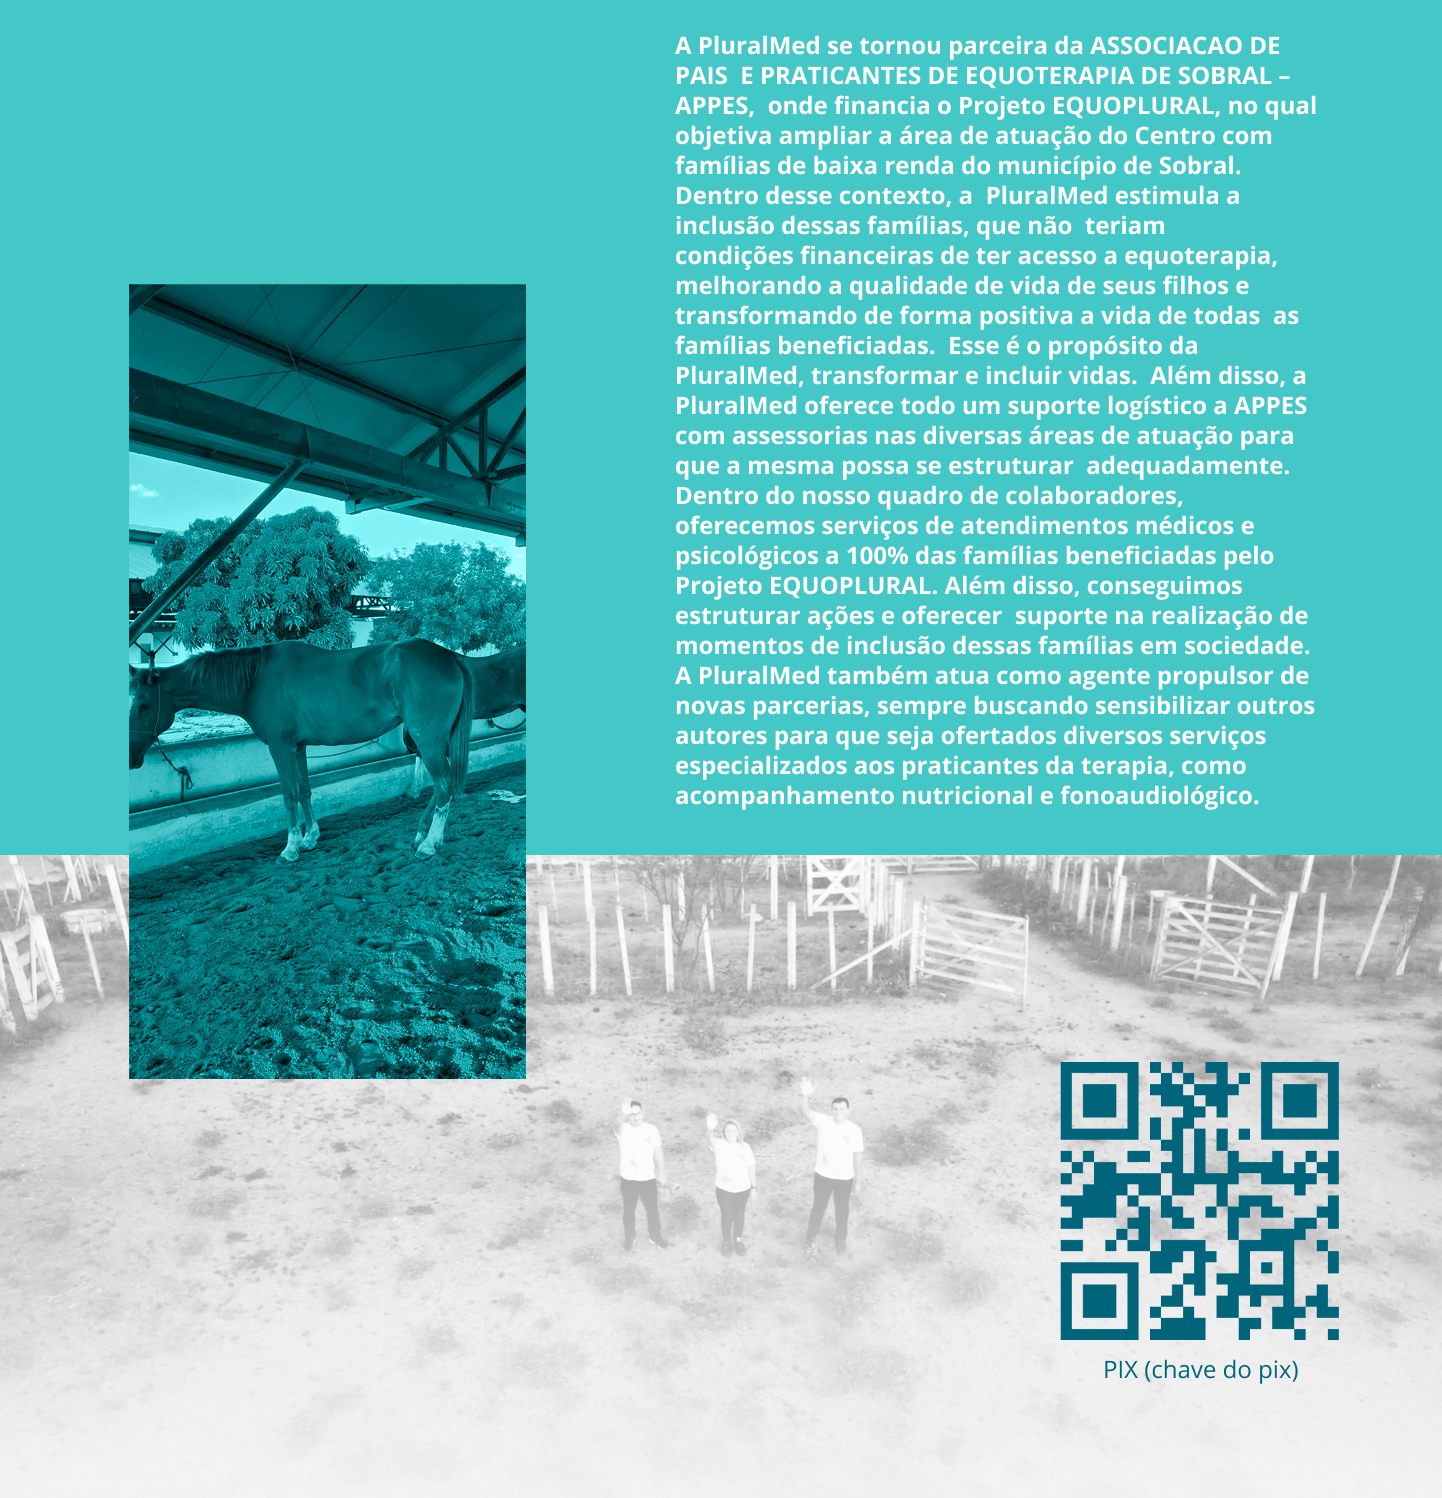 A PluralMed se tornou parceira da ASSOCIACAO DE
PAIS  E PRATICANTES DE EQUOTERAPIA DE SOBRAL –
APPES,  onde financia o Projeto EQUOPLURAL, no qual
objetiva ampliar a área de atuação do Centro com
famílias de baixa renda do município de Sobral.
Dentro desse contexto, a  PluralMed estimula a
inclusão dessas famílias, que não  teriam
condições financeiras de ter acesso a equoterapia,
melhorando a qualidade de vida de seus filhos e
transformando de forma positiva a vida de todas  as
famílias beneficiadas.  Esse é o propósito da
PluralMed, transformar e incluir vidas.  Além disso, a
PluralMed oferece todo um suporte logístico a APPES
com assessorias nas diversas áreas de atuação para
que a mesma possa se estruturar  adequadamente.
Dentro do nosso quadro de colaboradores,
oferecemos serviços de atendimentos médicos e
psicológicos a 100% das famílias beneficiadas pelo
Projeto EQUOPLURAL. Além disso, conseguimos
estruturar ações e oferecer  suporte na realização de
momentos de inclusão dessas famílias em sociedade.
A PluralMed também atua como agente propulsor de
novas parcerias, sempre buscando sensibilizar outros
autores para que seja ofertados diversos serviços
especializados aos praticantes da terapia, como
acompanhamento nutricional e fonoaudiológico.
PIX (chave do pix)